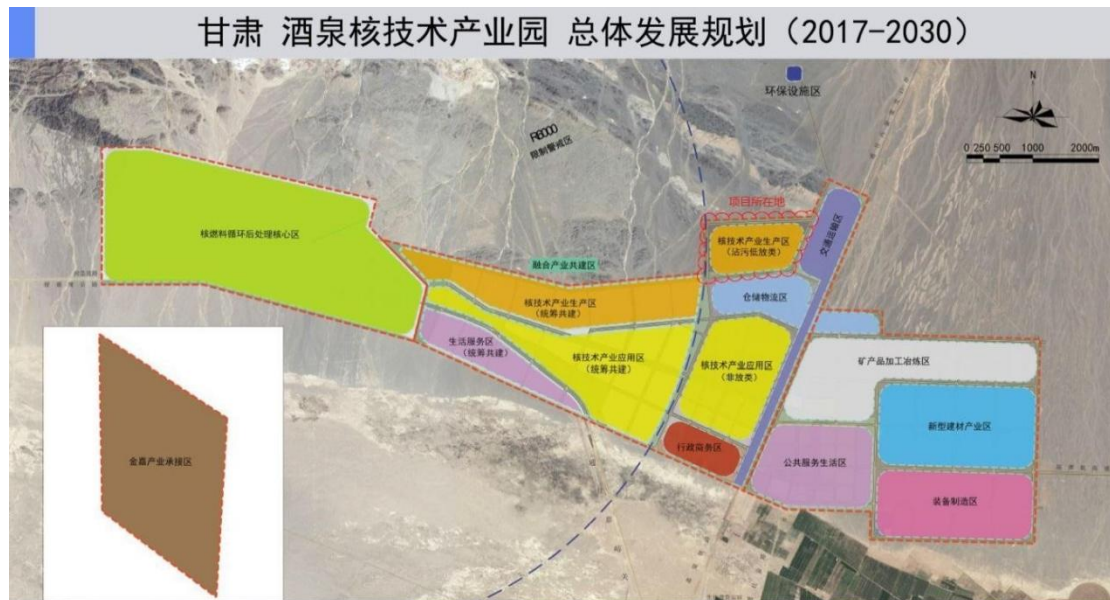 甘肃 酒泉核技术产业园 总体发展规划（2017-2030）
环保设施区
N
0 250 500 1000 2000m
R8000
限制警戒区
项目所在地
交通运输区
核燃料循环后处理核心区
核技术产业生产区
（沾污低放类）
融合产业共建区
仓储物流区
核技术产业生产区
（统筹共建）
生活服务区
（统筹共建）
核技术产业应用区
（统筹共建）
核技术产业应用区
（非放类）
矿产品加工冶炼区
新型建材产业区
行政商务区
公共服务生活区
金嘉产业承接区
装备制造区